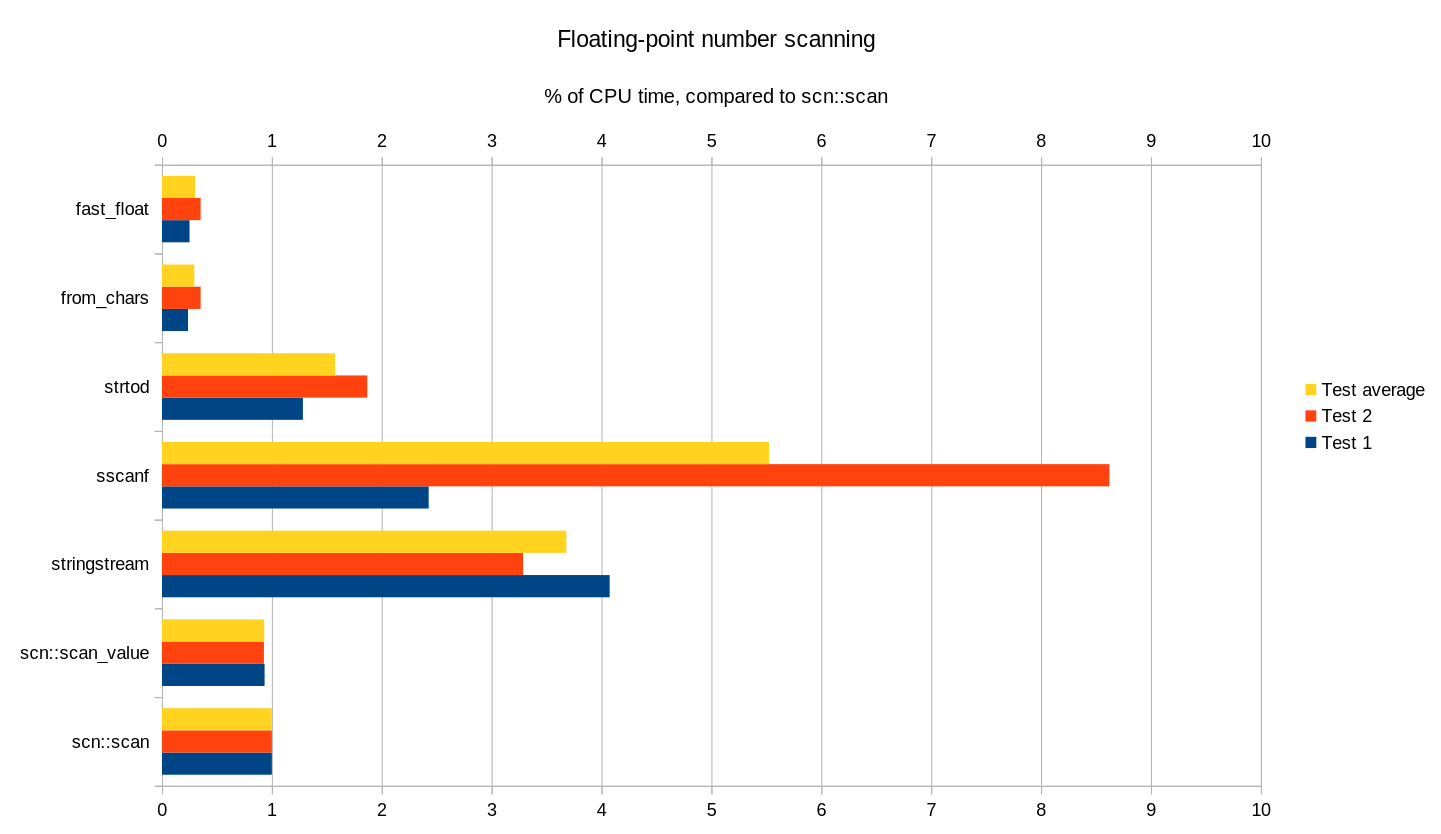 Floating-point number scanning
% of CPU time, compared to scn::scan
0 1 2 3 4 5 6 7 8 9 10
fast_float
from_chars
strtod
sscanf
stringstream
scn::scan_value
scn::scan
0 1 2 3 4 5 6 7 8 9 10
Test average
Test 2
Test 1